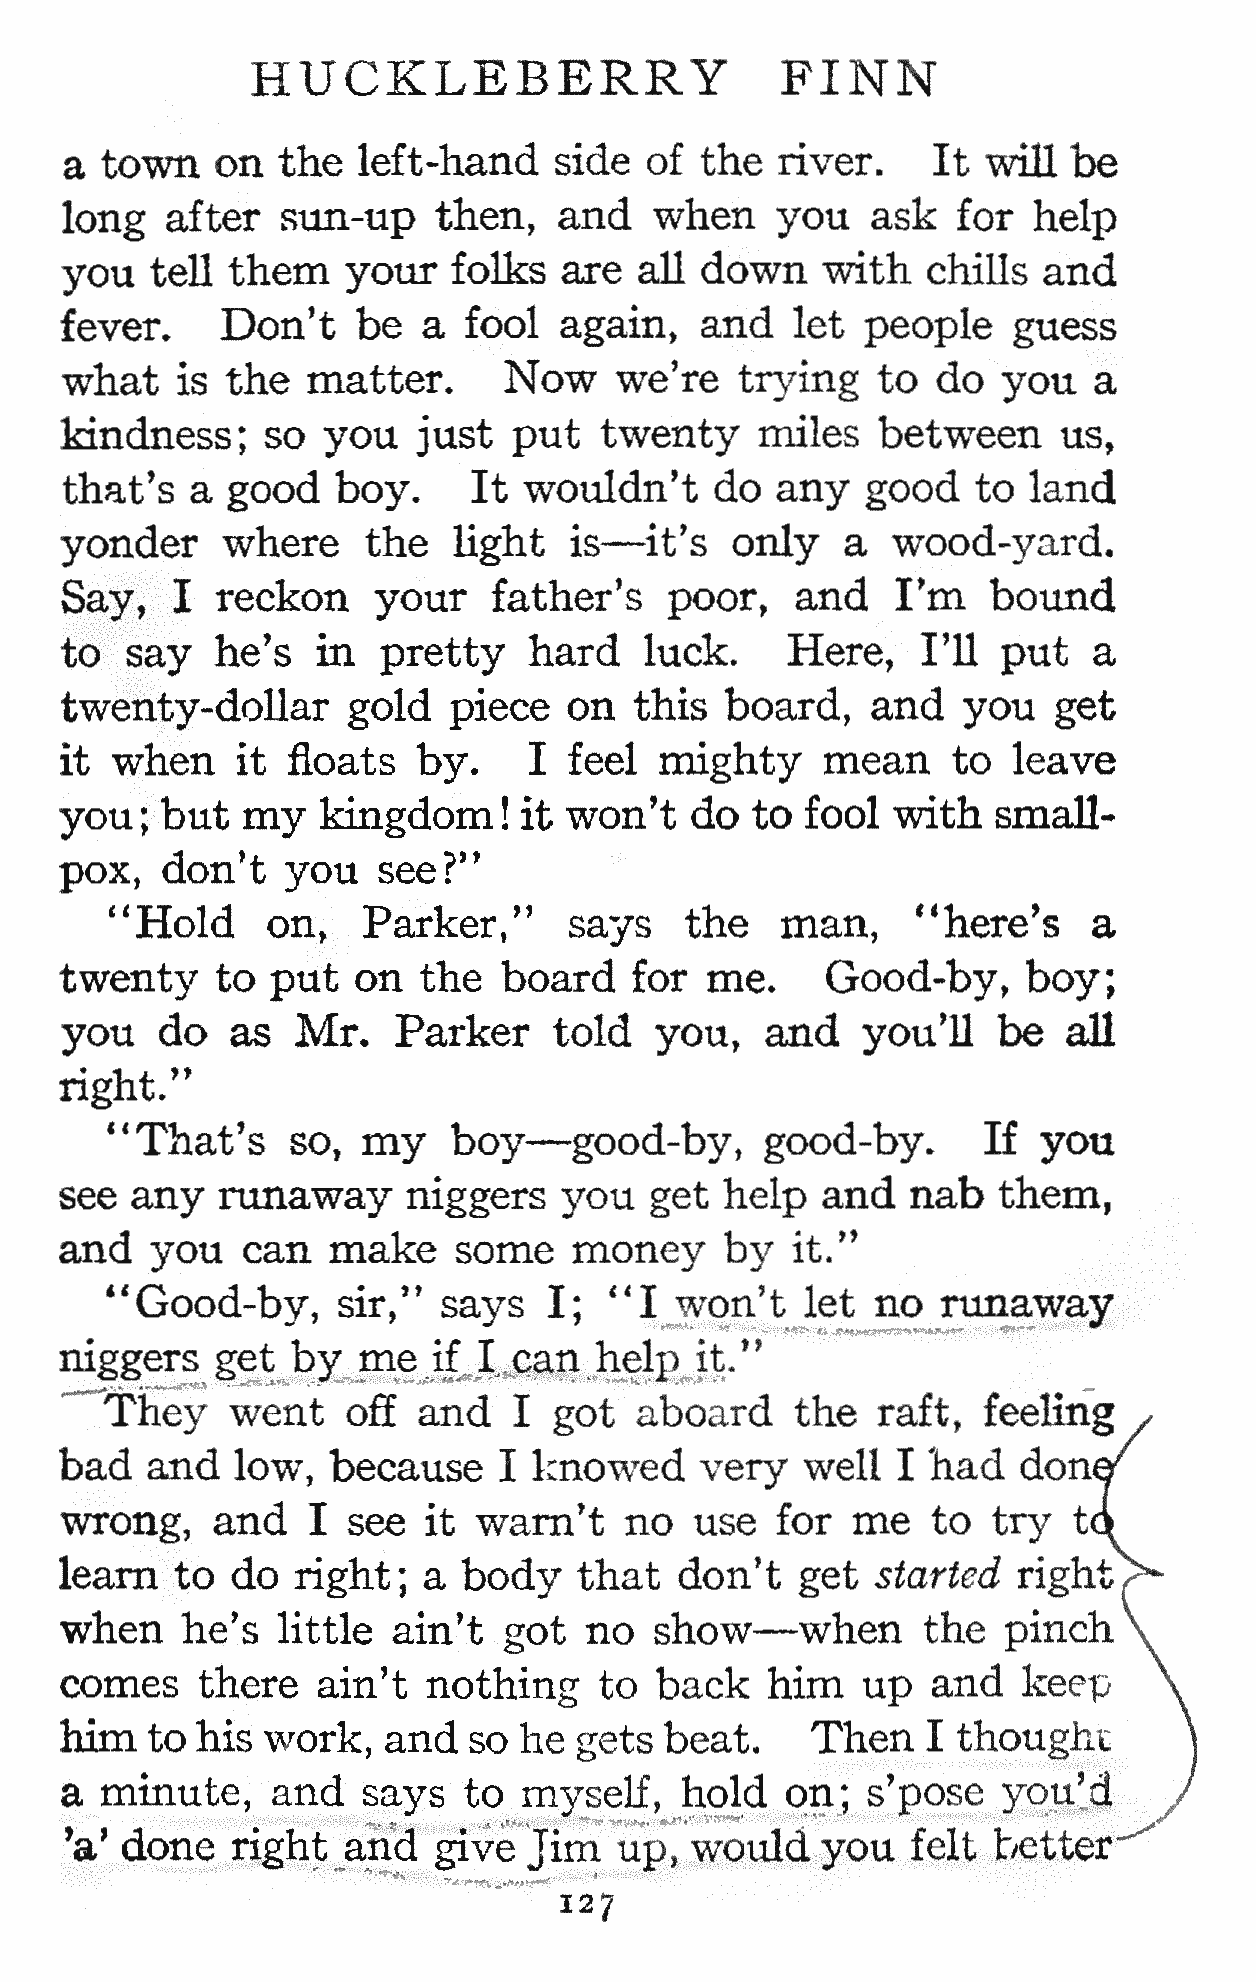 HUCKLEBERRY FINN
a town on the left-hand side of the river. It will be
long after sun-up then, and when you ask for help
you tell them your folks are all down with chills and
fever. Don't be a fool again, and let people guess
what is the matter. Now we're trying to do you a
kindness; so you just put twenty miles between us,
that's a good boy. It wouldn't do any good to land
yonder where the light is—it's only a wood-yard.
Say, I reckon your father's poor, and I'm bound
to say he's in pretty hard luck. Here, I'll put a
twenty-dollar gold piece on this board, and you get
it when it floats by. I feel mighty mean to leave
you; but my kingdom! it won't do to fool with small-
pox, don't you see?"
"Hold on, Parker," says the man, "here's a
twenty to put on the board for me. Good-by, boy;
you do as Mr. Parker told you, and you'll be all
right."
"That's so, my boy—good-by, good-by. If you
see any runaway niggers you get help and nab them,
and you can make some money by it."
"Good-by, sir," says I; "I won't let no runaway
niggers get by me if I can help it."
They went off and I got aboard the raft, feeling
bad and low, because I knowed very well I had done
wrong, and I see it warn't no use for me to try to
learn to do right; a body that don't get started right
when he's little ain't got no show—when the pinch
comes there ain't nothing to back him up and keep
him to his work, and so he gets beat. Then I thought
a minute, and says to myself, hold on; s'pose you'd
'a' done right and give Jim up, would you felt better
127